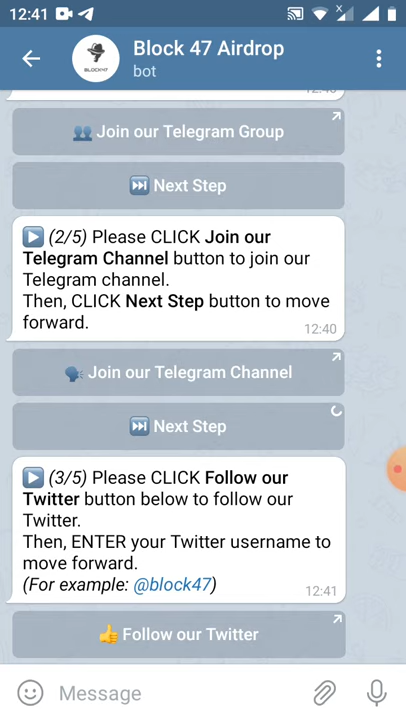 12:41
Block 47 Airdrop
BLOCK47
bot
Join our Telegram Group
Next Step
(2/5) Please CLICK Join our
Telegram Channel button to join our
Telegram channel.
Then, CLICK Next Step button to move
forward.
12:40
Join our Telegram Channel
Next Step
(3/5) Please CLICK Follow our
Twitter button below to follow our
Twitter.
Then, ENTER your Twitter username to
move forward.
(For example: @block47)
12:41
Follow our Twitter
Message